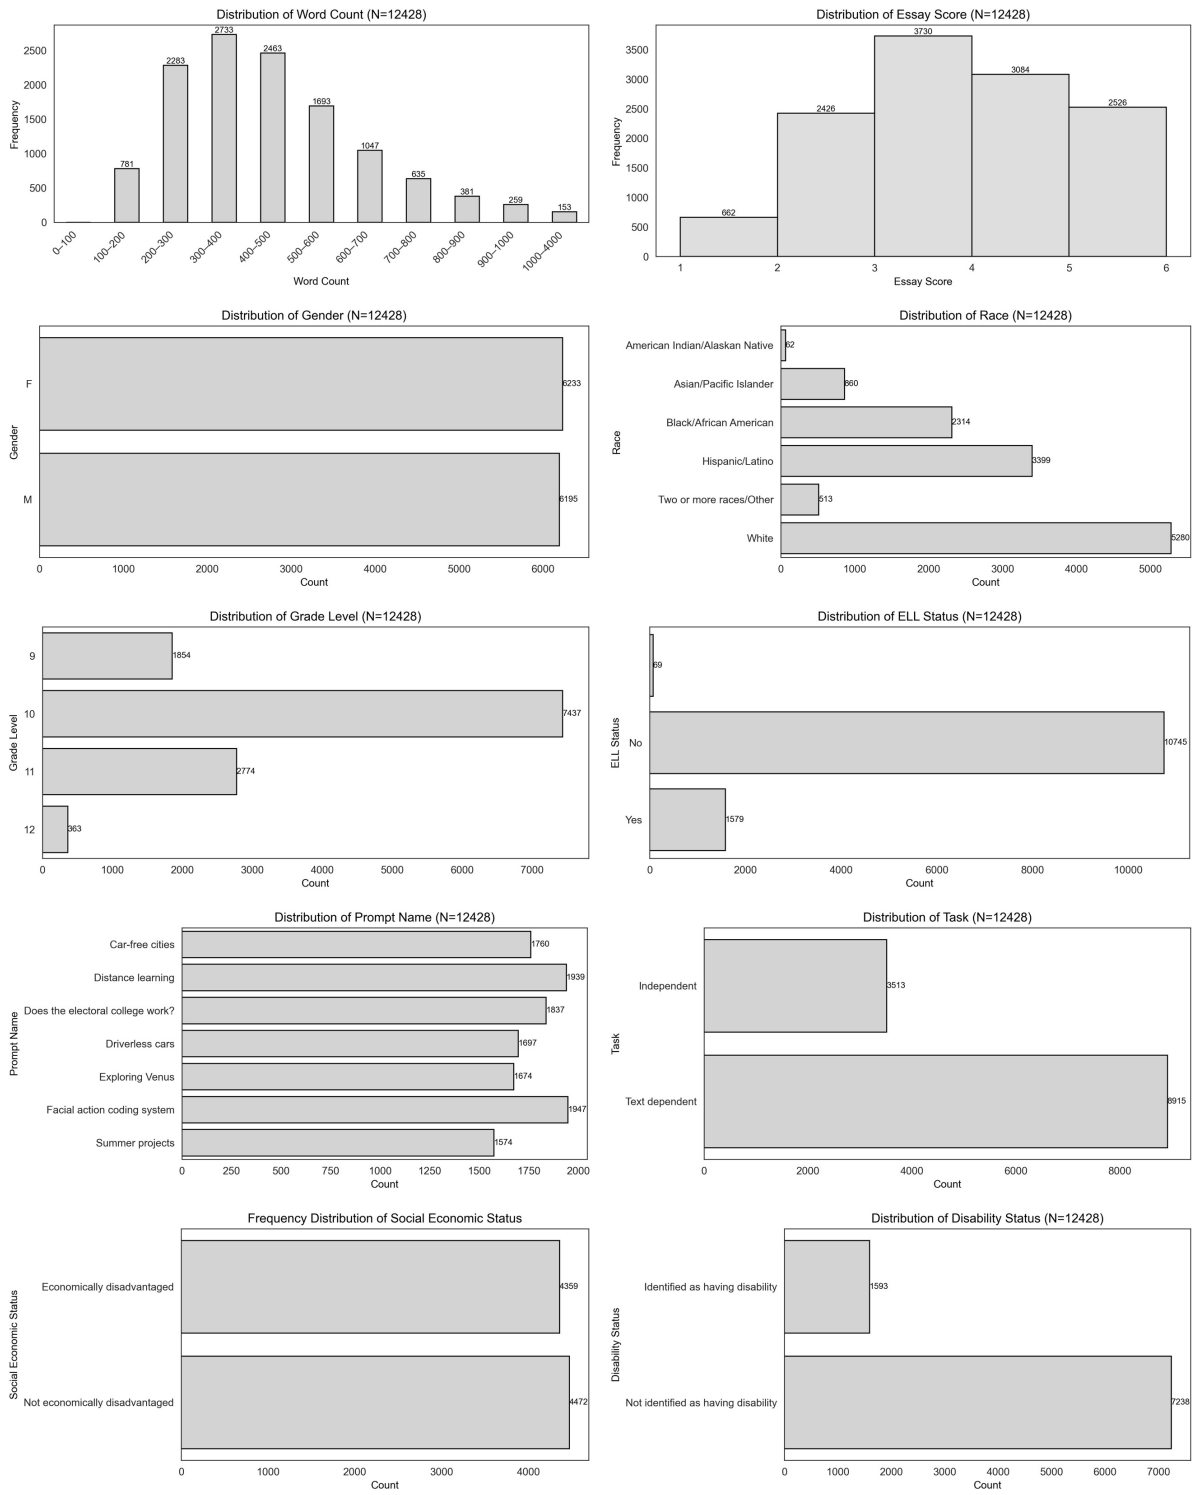 Distribution of Word Count (N=12428)
Frequency
2500
2000
1500
1000
500
0
781
2283
2733
2463
1693
1047
635
381
259
153
0–100
100–200
200–300
300–400
400–500
500–600
600–700
700–800
800–900
900–1000
1000–4000
Word Count
Distribution of Essay Score (N=12428)
Frequency
3500
3000
2500
2000
1500
1000
500
0
662
2426
3730
3084
2526
1 2 3 4 5 6
Essay Score
Distribution of Gender (N=12428)
Gender
F 6233
M 6195
0 1000 2000 3000 4000 5000 6000
Count
Distribution of Race (N=12428)
Race
American Indian/Alaskan Native 62
Asian/Pacific Islander 860
Black/African American 2314
Hispanic/Latino 3399
Two or more races/Other 513
White 5280
0 1000 2000 3000 4000 5000
Count
Distribution of Grade Level (N=12428)
Grade Level
9 1854
10 7437
11 2774
12 363
0 1000 2000 3000 4000 5000 6000 7000
Count
Distribution of ELL Status (N=12428)
ELL Status
69
No 10745
Yes 1579
0 2000 4000 6000 8000 10000
Count
Distribution of Prompt Name (N=12428)
Prompt Name
Car-free cities 1760
Distance learning 1939
Does the electoral college work? 1837
Driverless cars 1697
Exploring Venus 1674
Facial action coding system 1947
Summer projects 1574
0 250 500 750 1000 1250 1500 1750 2000
Count
Distribution of Task (N=12428)
Task
Independent 3513
Text dependent 8915
0 2000 4000 6000 8000
Count
Frequency Distribution of Social Economic Status
Social Economic Status
Economically disadvantaged 4359
Not economically disadvantaged 4472
0 1000 2000 3000 4000
Count
Distribution of Disability Status (N=12428)
Disability Status
Identified as having disability 1593
Not identified as having disability 7238
0 1000 2000 3000 4000 5000 6000 7000
Count